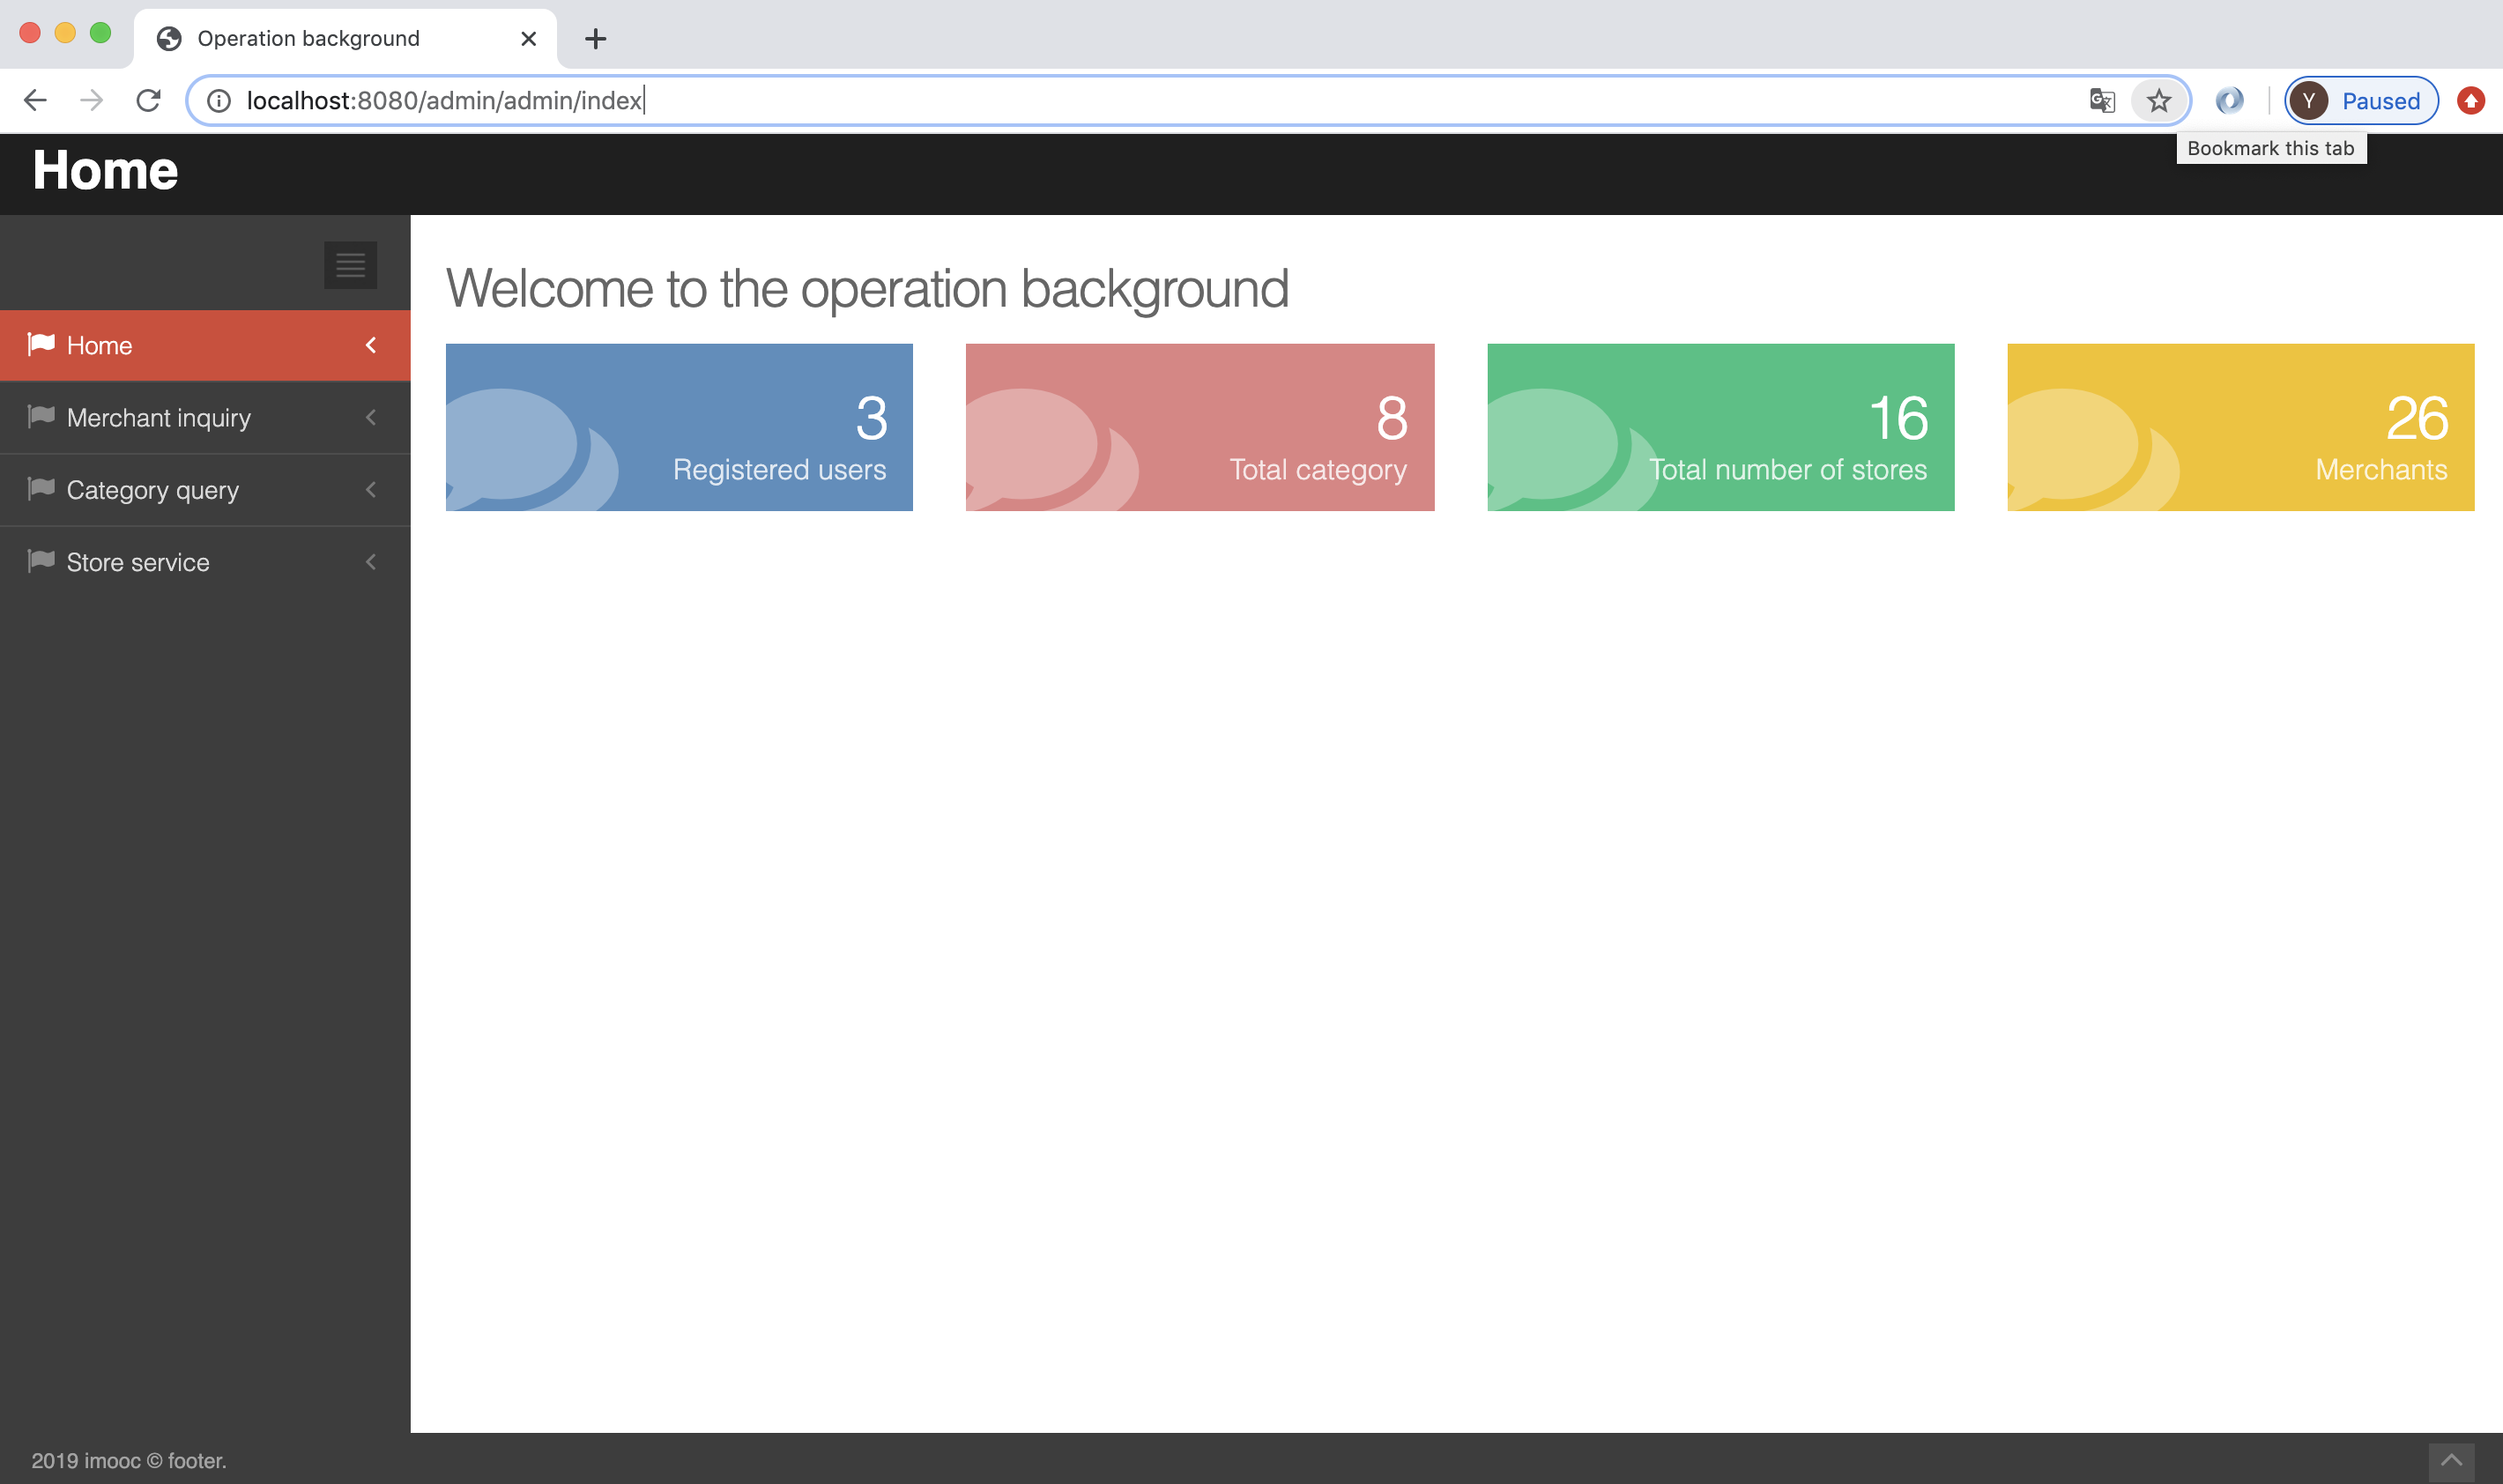 Operation background
localhost:8080/admin/admin/index
Y Paused
Bookmark this tab
Home
Welcome to the operation background
Home
Merchant inquiry
Category query
Store service
3
Registered users
8
Total category
16
Total number of stores
26
Merchants
2019 imooc © footer.